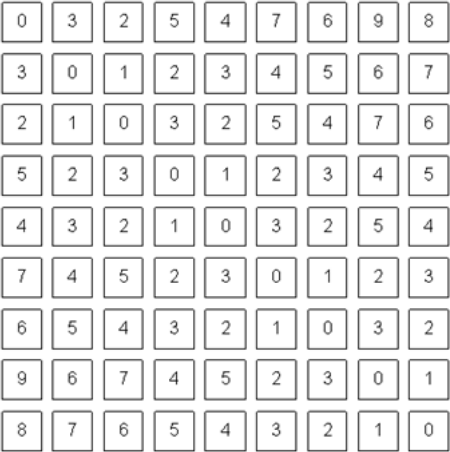 0 3 2 5 4 7 6 9 8
3 0 1 2 3 4 5 6 7
2 1 0 3 2 5 4 7 6
5 2 3 0 1 2 3 4 5
4 3 2 1 0 3 2 5 4
7 4 5 2 3 0 1 2 3
6 5 4 3 2 1 0 3 2
9 6 7 4 5 2 3 0 1
8 7 6 5 4 3 2 1 0